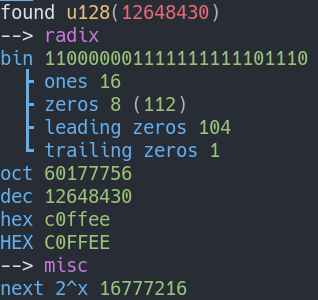 found u128(12648430)
--> radix
bin 110000001111111111101110
ones 16
zeros 8 (112)
leading zeros 104
trailing zeros 1
oct 60177756
dec 12648430
hex c0ffee
HEX C0FFEE
--> misc
next 2^x 16777216